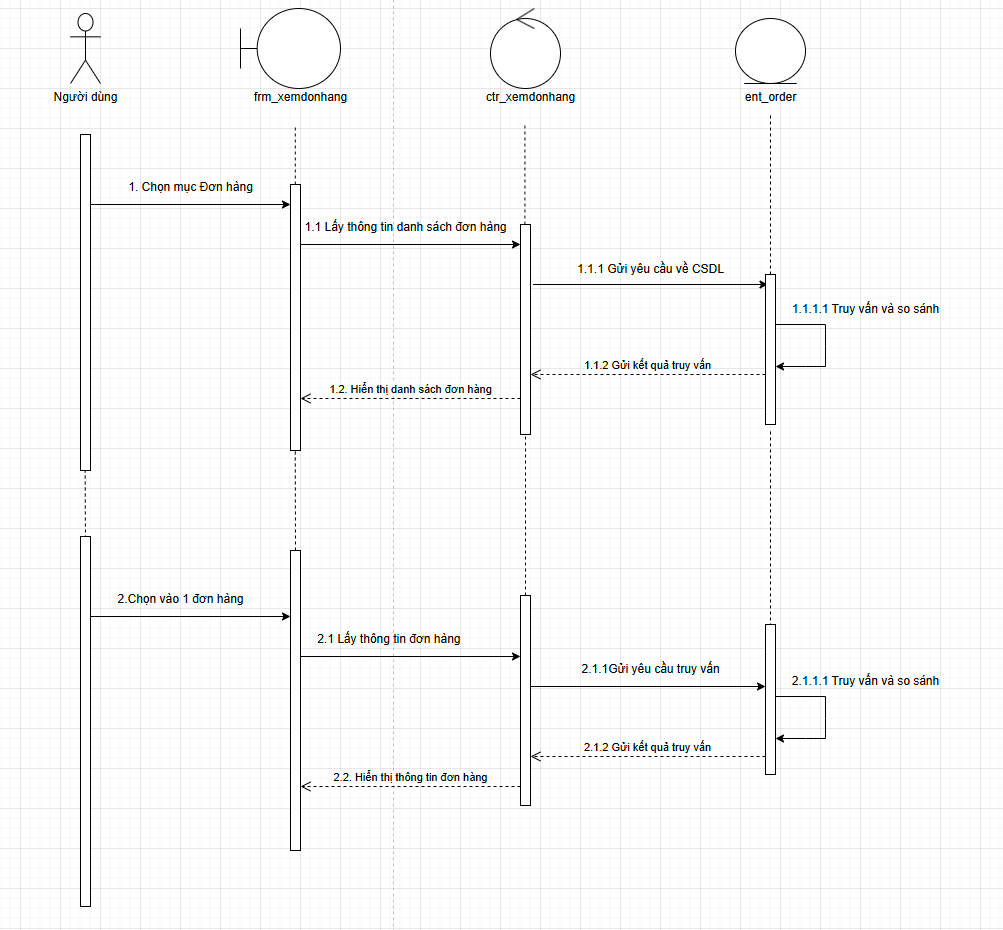 Người dùng
frm_xemdonhang
ctr_xemdonhang
ent_order
1. Chọn mục Đơn hàng
1.1 Lấy thông tin danh sách đơn hàng
1.1.1 Gửi yêu cầu về CSDL
1.1.1.1 Truy vấn và so sánh
1.1.2 Gửi kết quả truy vấn
1.2. Hiển thị danh sách đơn hàng
2.Chọn vào 1 đơn hàng
2.1 Lấy thông tin đơn hàng
2.1.1Gửi yêu cầu truy vấn
2.1.1.1 Truy vấn và so sánh
2.1.2 Gửi kết quả truy vấn
2.2. Hiển thị thông tin đơn hàng